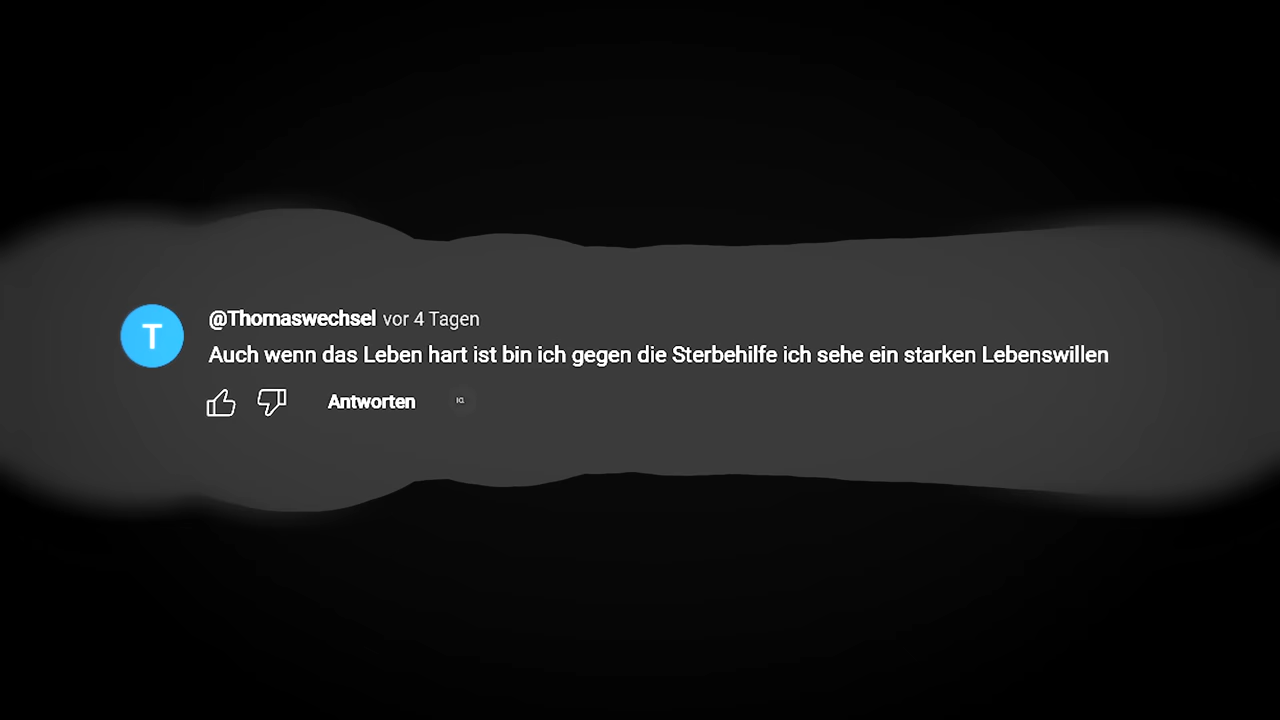 T
@Thomaswechsel vor 4 Tagen
Auch wenn das Leben hart ist bin ich gegen die Sterbehilfe ich sehe ein starken Lebenswillen
Antworten